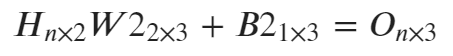 H_{n×2}W2_{2×3} + B2_{1×3} = O_{n×3}